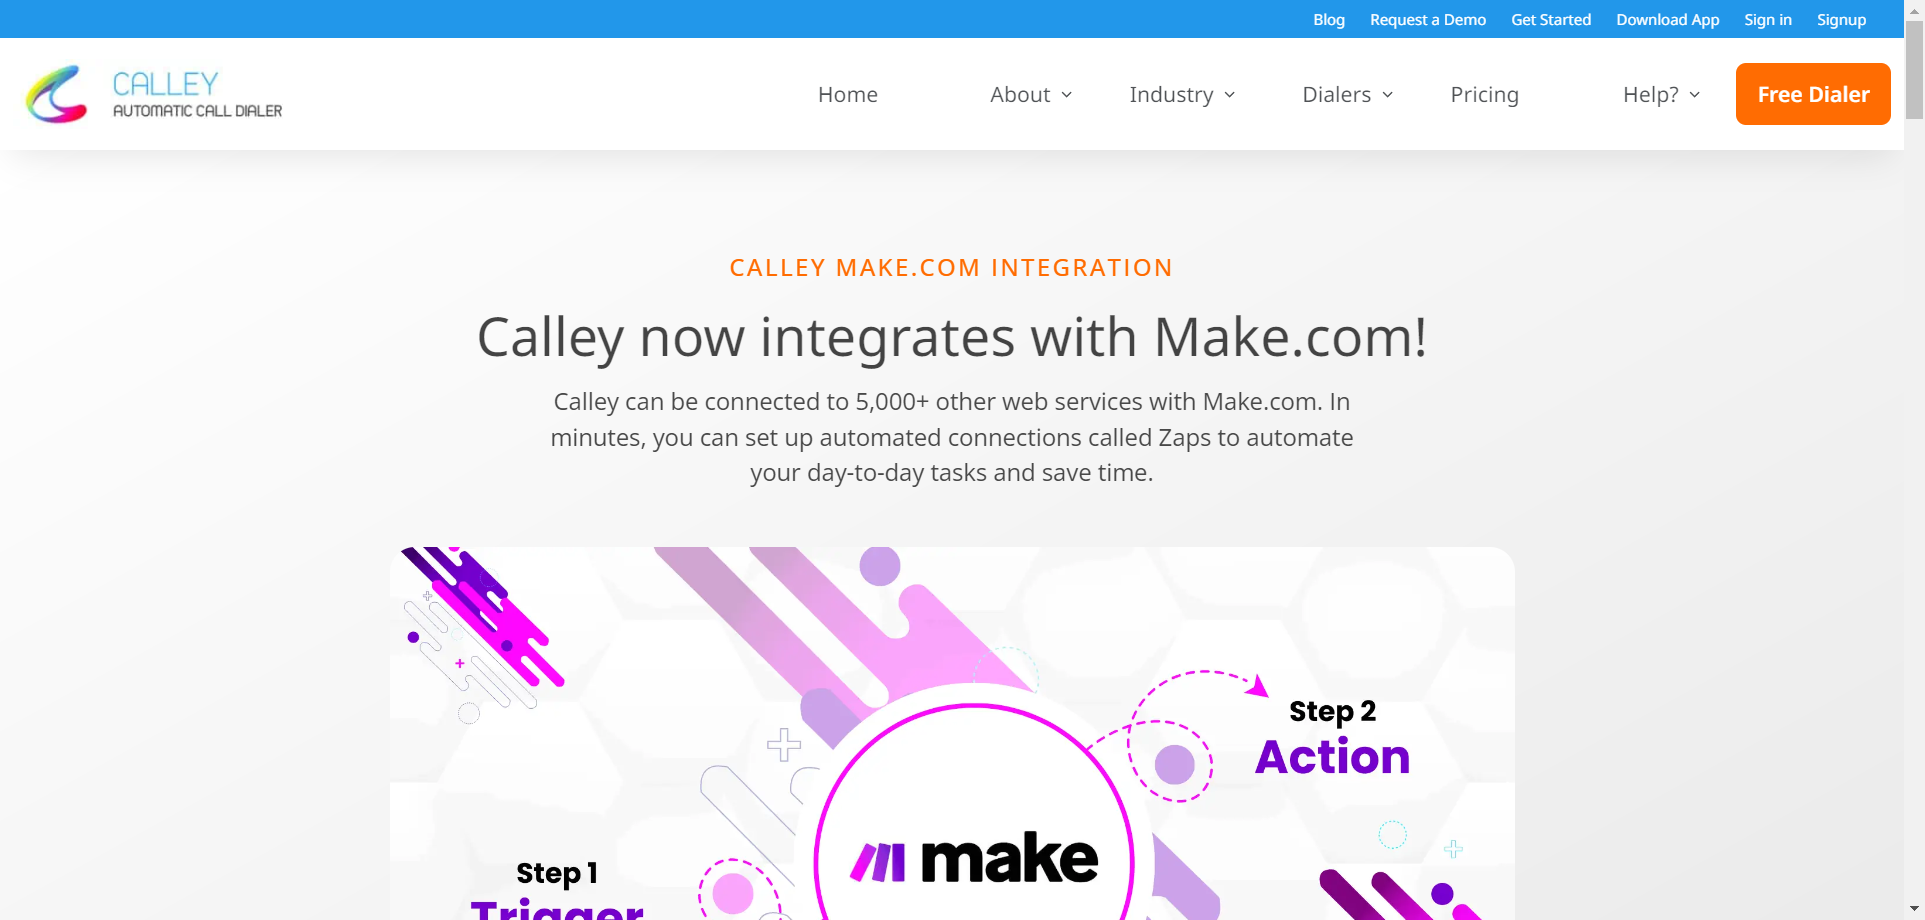 Blog Request a Demo Get Started Download App Sign in Signup
CALLEY
AUTOMATIC CALL DIALER
Home About Industry Dialers Pricing Help? Free Dialer
CALLEY MAKE.COM INTEGRATION
Calley now integrates with Make.com!
Calley can be connected to 5,000+ other web services with Make.com. In
minutes, you can set up automated connections called Zaps to automate
your day-to-day tasks and save time.
Step 2
Action
make
Step 1
Trigger